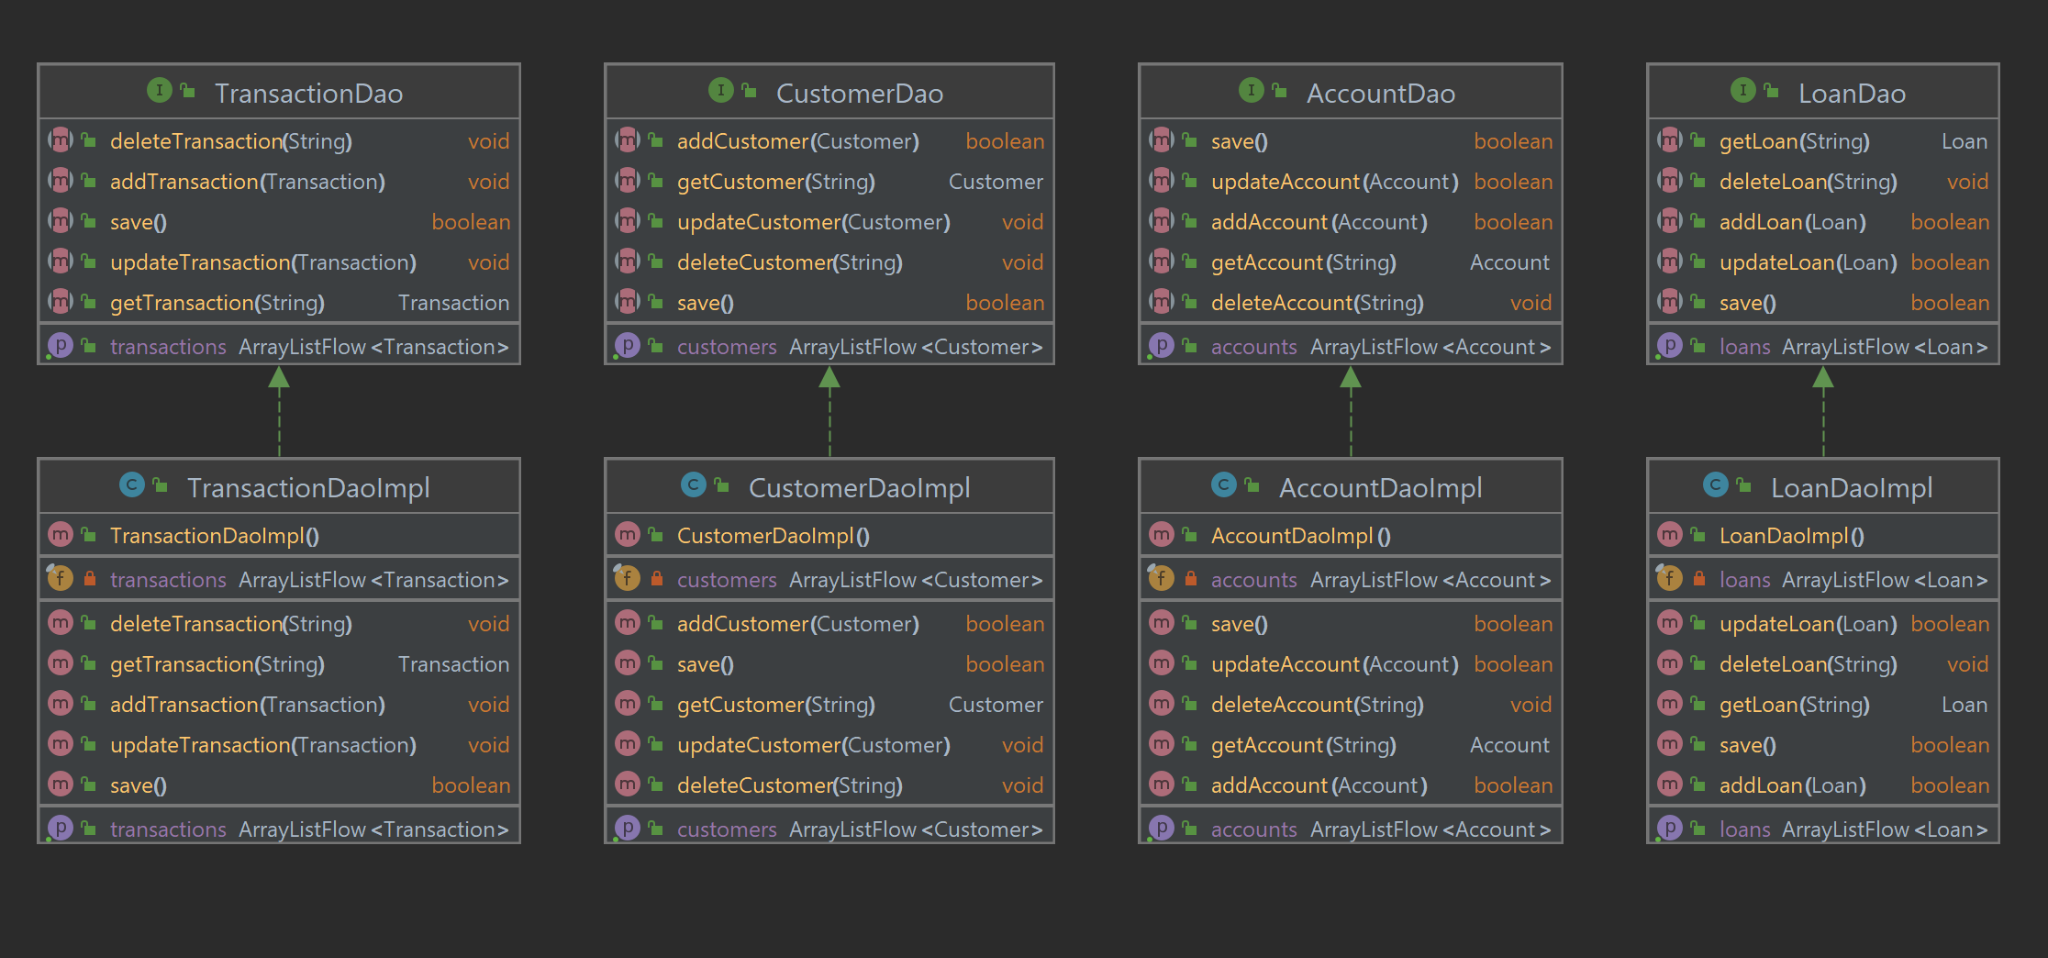 TransactionDao
deleteTransaction(String) void
addTransaction(Transaction) void
save() boolean
updateTransaction(Transaction) void
getTransaction(String) Transaction
transactions ArrayListFlow<Transaction>
CustomerDao
addCustomer(Customer) boolean
getCustomer(String) Customer
updateCustomer(Customer) void
deleteCustomer(String) void
save() boolean
customers ArrayListFlow<Customer>
AccountDao
save() boolean
updateAccount(Account) boolean
addAccount(Account) boolean
getAccount(String) Account
deleteAccount(String) void
accounts ArrayListFlow<Account>
LoanDao
getLoan(String) Loan
deleteLoan(String) void
addLoan(Loan) boolean
updateLoan(Loan) boolean
save() boolean
loans ArrayListFlow<Loan>
TransactionDaoImpl
TransactionDaoImpl()
transactions ArrayListFlow<Transaction>
deleteTransaction(String) void
getTransaction(String) Transaction
addTransaction(Transaction) void
updateTransaction(Transaction) void
save() boolean
transactions ArrayListFlow<Transaction>
CustomerDaoImpl
CustomerDaoImpl()
customers ArrayListFlow<Customer>
addCustomer(Customer) boolean
save() boolean
getCustomer(String) Customer
updateCustomer(Customer) void
deleteCustomer(String) void
customers ArrayListFlow<Customer>
AccountDaoImpl
AccountDaoImpl()
accounts ArrayListFlow<Account>
save() boolean
updateAccount(Account) boolean
deleteAccount(String) void
getAccount(String) Account
addAccount(Account) boolean
accounts ArrayListFlow<Account>
LoanDaoImpl
LoanDaoImpl()
loans ArrayListFlow<Loan>
updateLoan(Loan) boolean
deleteLoan(String) void
getLoan(String) Loan
save() boolean
addLoan(Loan) boolean
loans ArrayListFlow<Loan>